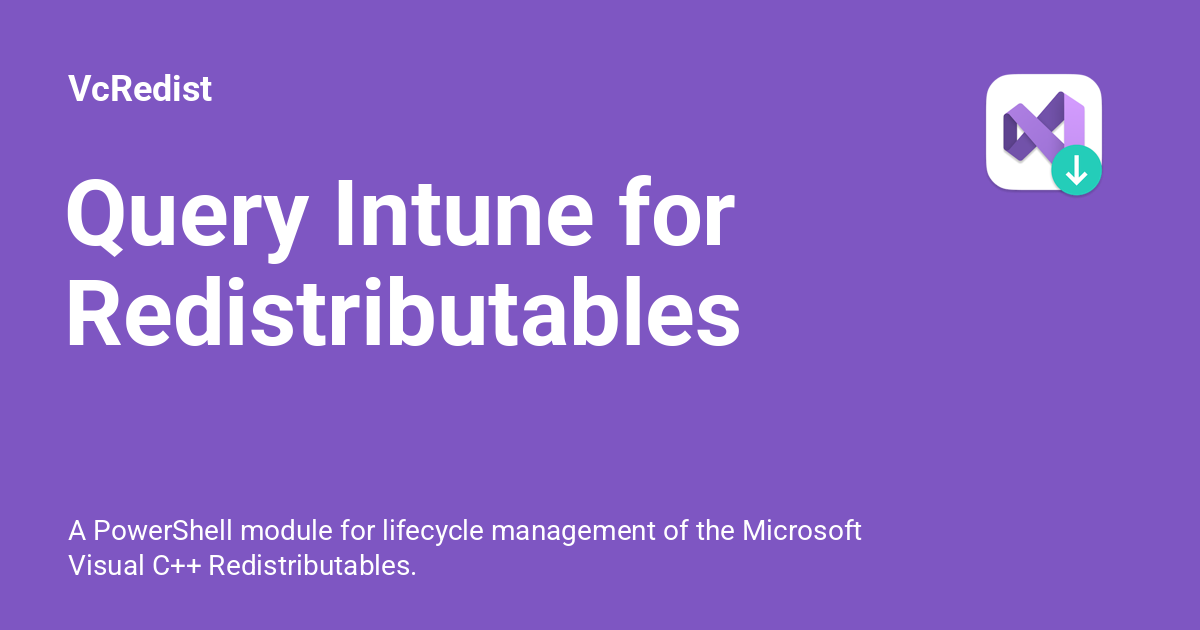 VcRedist
Query Intune for
Redistributables
A PowerShell module for lifecycle management of the Microsoft
Visual C++ Redistributables.